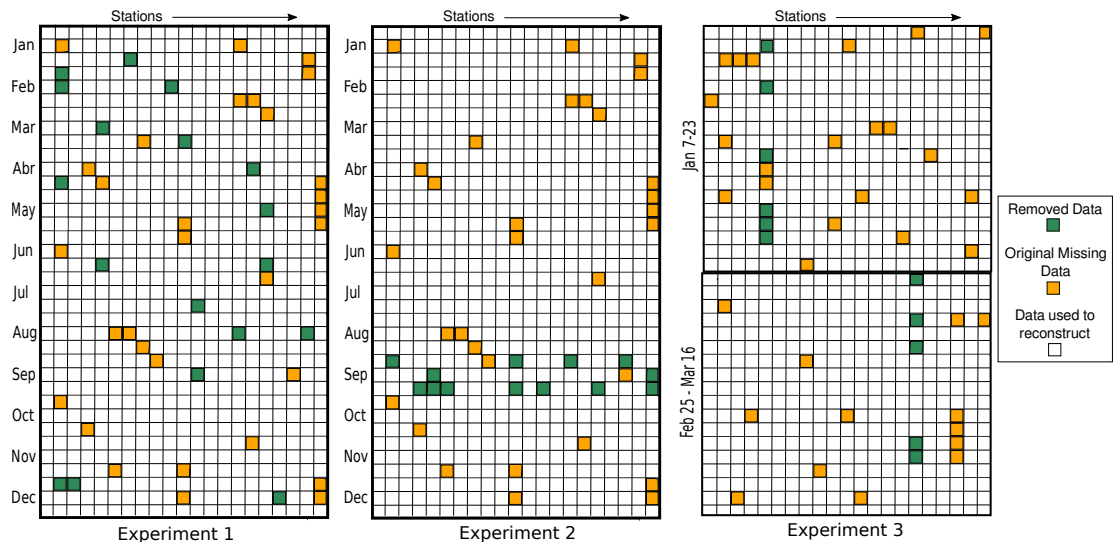 Stations
Jan
Feb
Mar
Abr
May
Jun
Jul
Aug
Sep
Oct
Nov
Dec
Experiment 1
Stations
Jan
Feb
Mar
Abr
May
Jun
Jul
Aug
Sep
Oct
Nov
Dec
Experiment 2
Stations
Jan 7-23
Feb 25 - Mar 16
Experiment 3
Removed Data
Original Missing
Data
Data used to
reconstruct